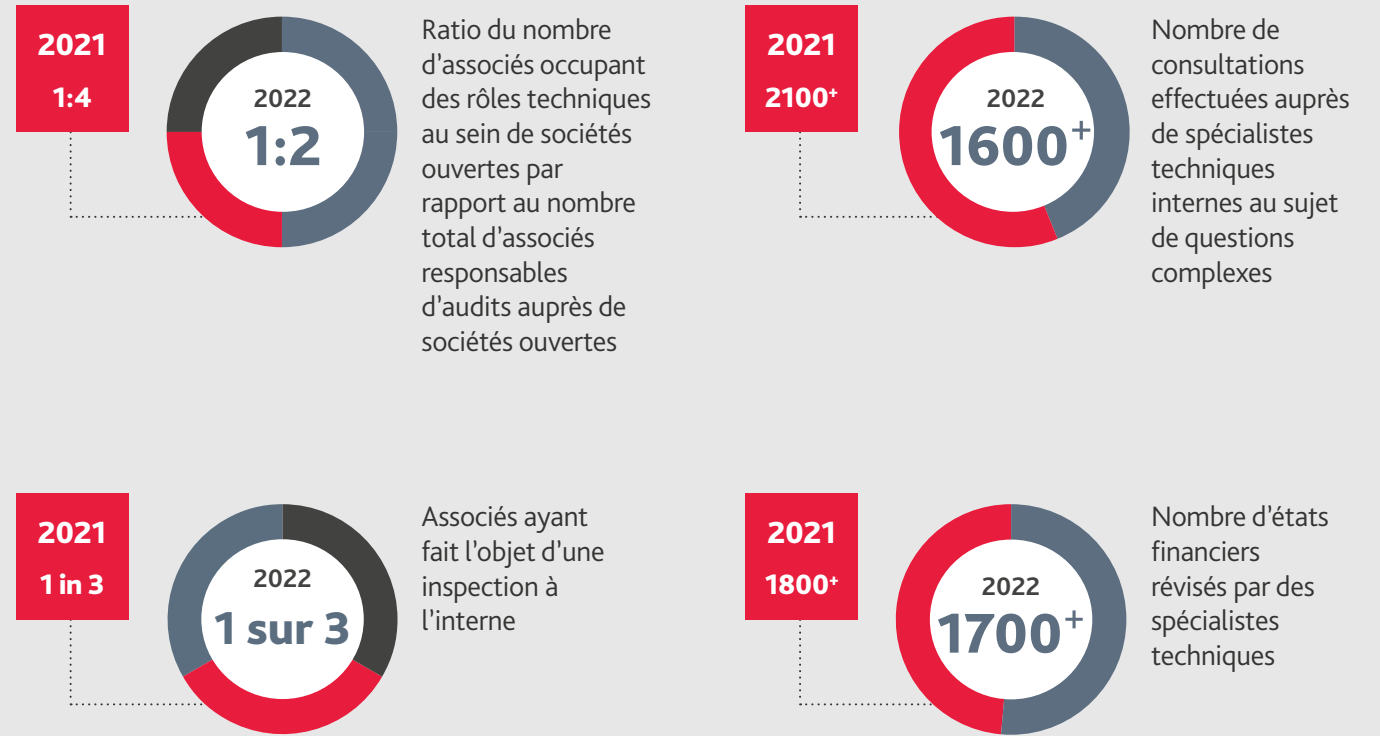 2021
1:4
2022
1:2
Ratio du nombre
d'associés occupant
des rôles techniques
au sein de sociétés
ouvertes par
rapport au nombre
total d'associés
responsables
d'audits auprès de
sociétés ouvertes
2021
2100+
2022
1600+
Nombre de
consultations
effectuées auprès
de spécialistes
techniques
internes au sujet
de questions
complexes
2021
1 in 3
2022
1 sur 3
Associés ayant
fait l'objet d'une
inspection à
l'interne
2021
1800+
2022
1700+
Nombre d'états
financiers
révisés par des
spécialistes
techniques